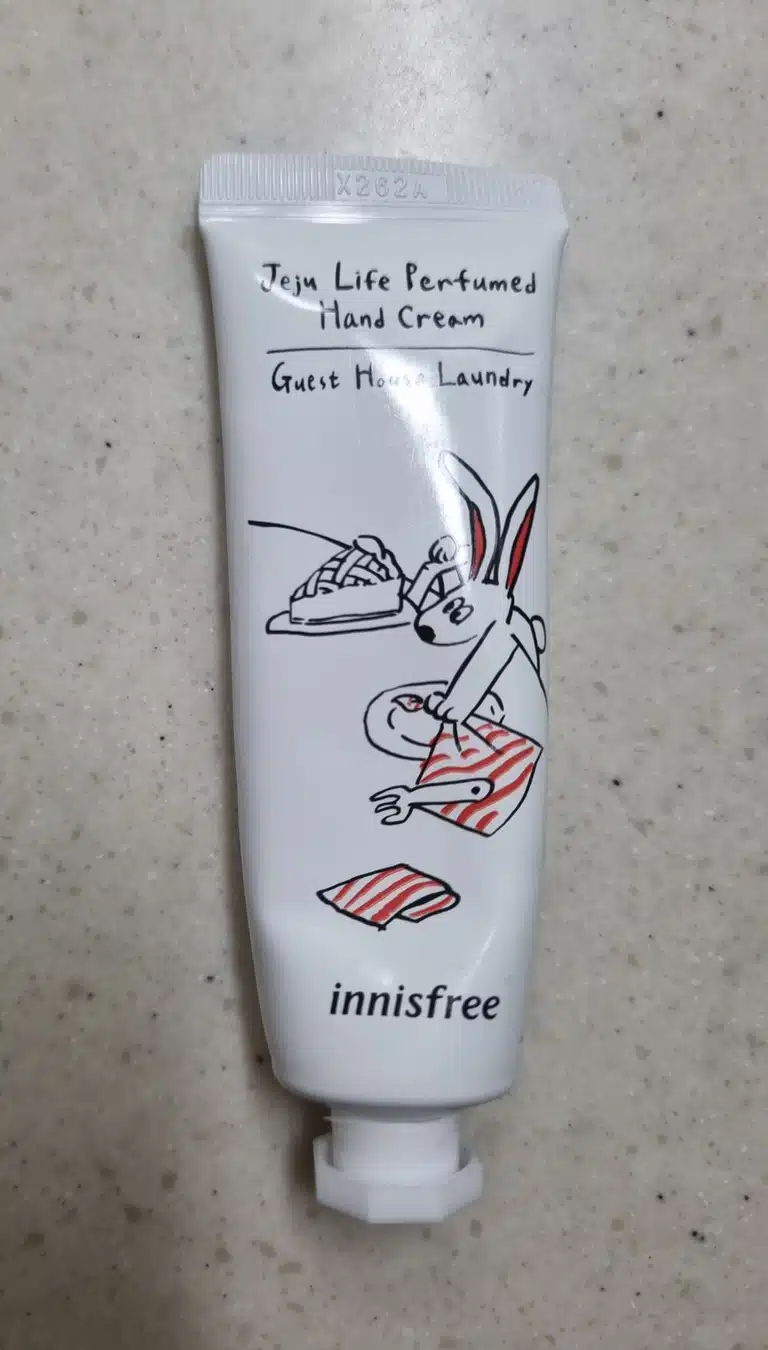 X262A
Jeju Life Perfumed
Hand Cream
Guest House Laundry
innisfree